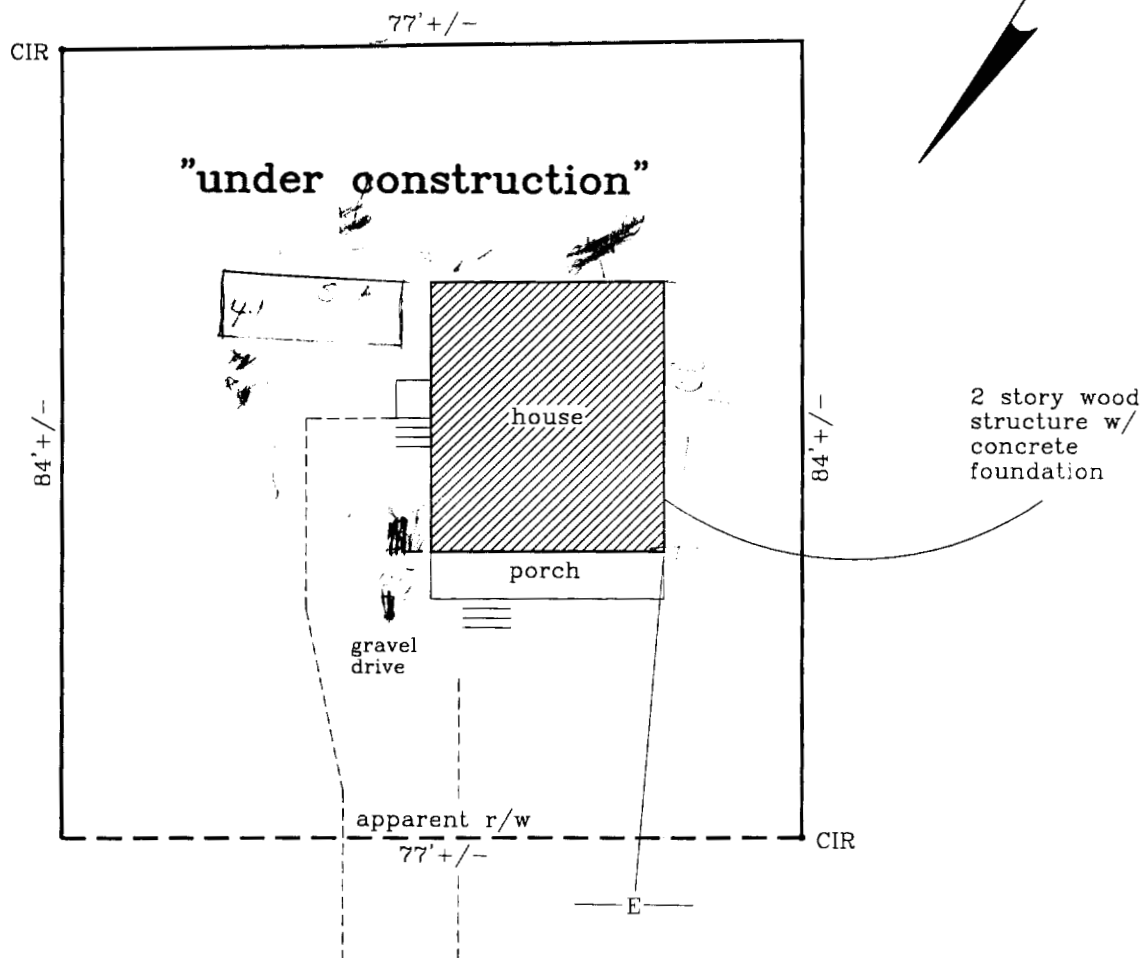 77'+/-
CIR
"under construction"
84'+/-
house
84'+/-
2 story wood
structure w/
concrete
foundation
porch
gravel
drive
apparent r/w
77'+/-
CIR
E